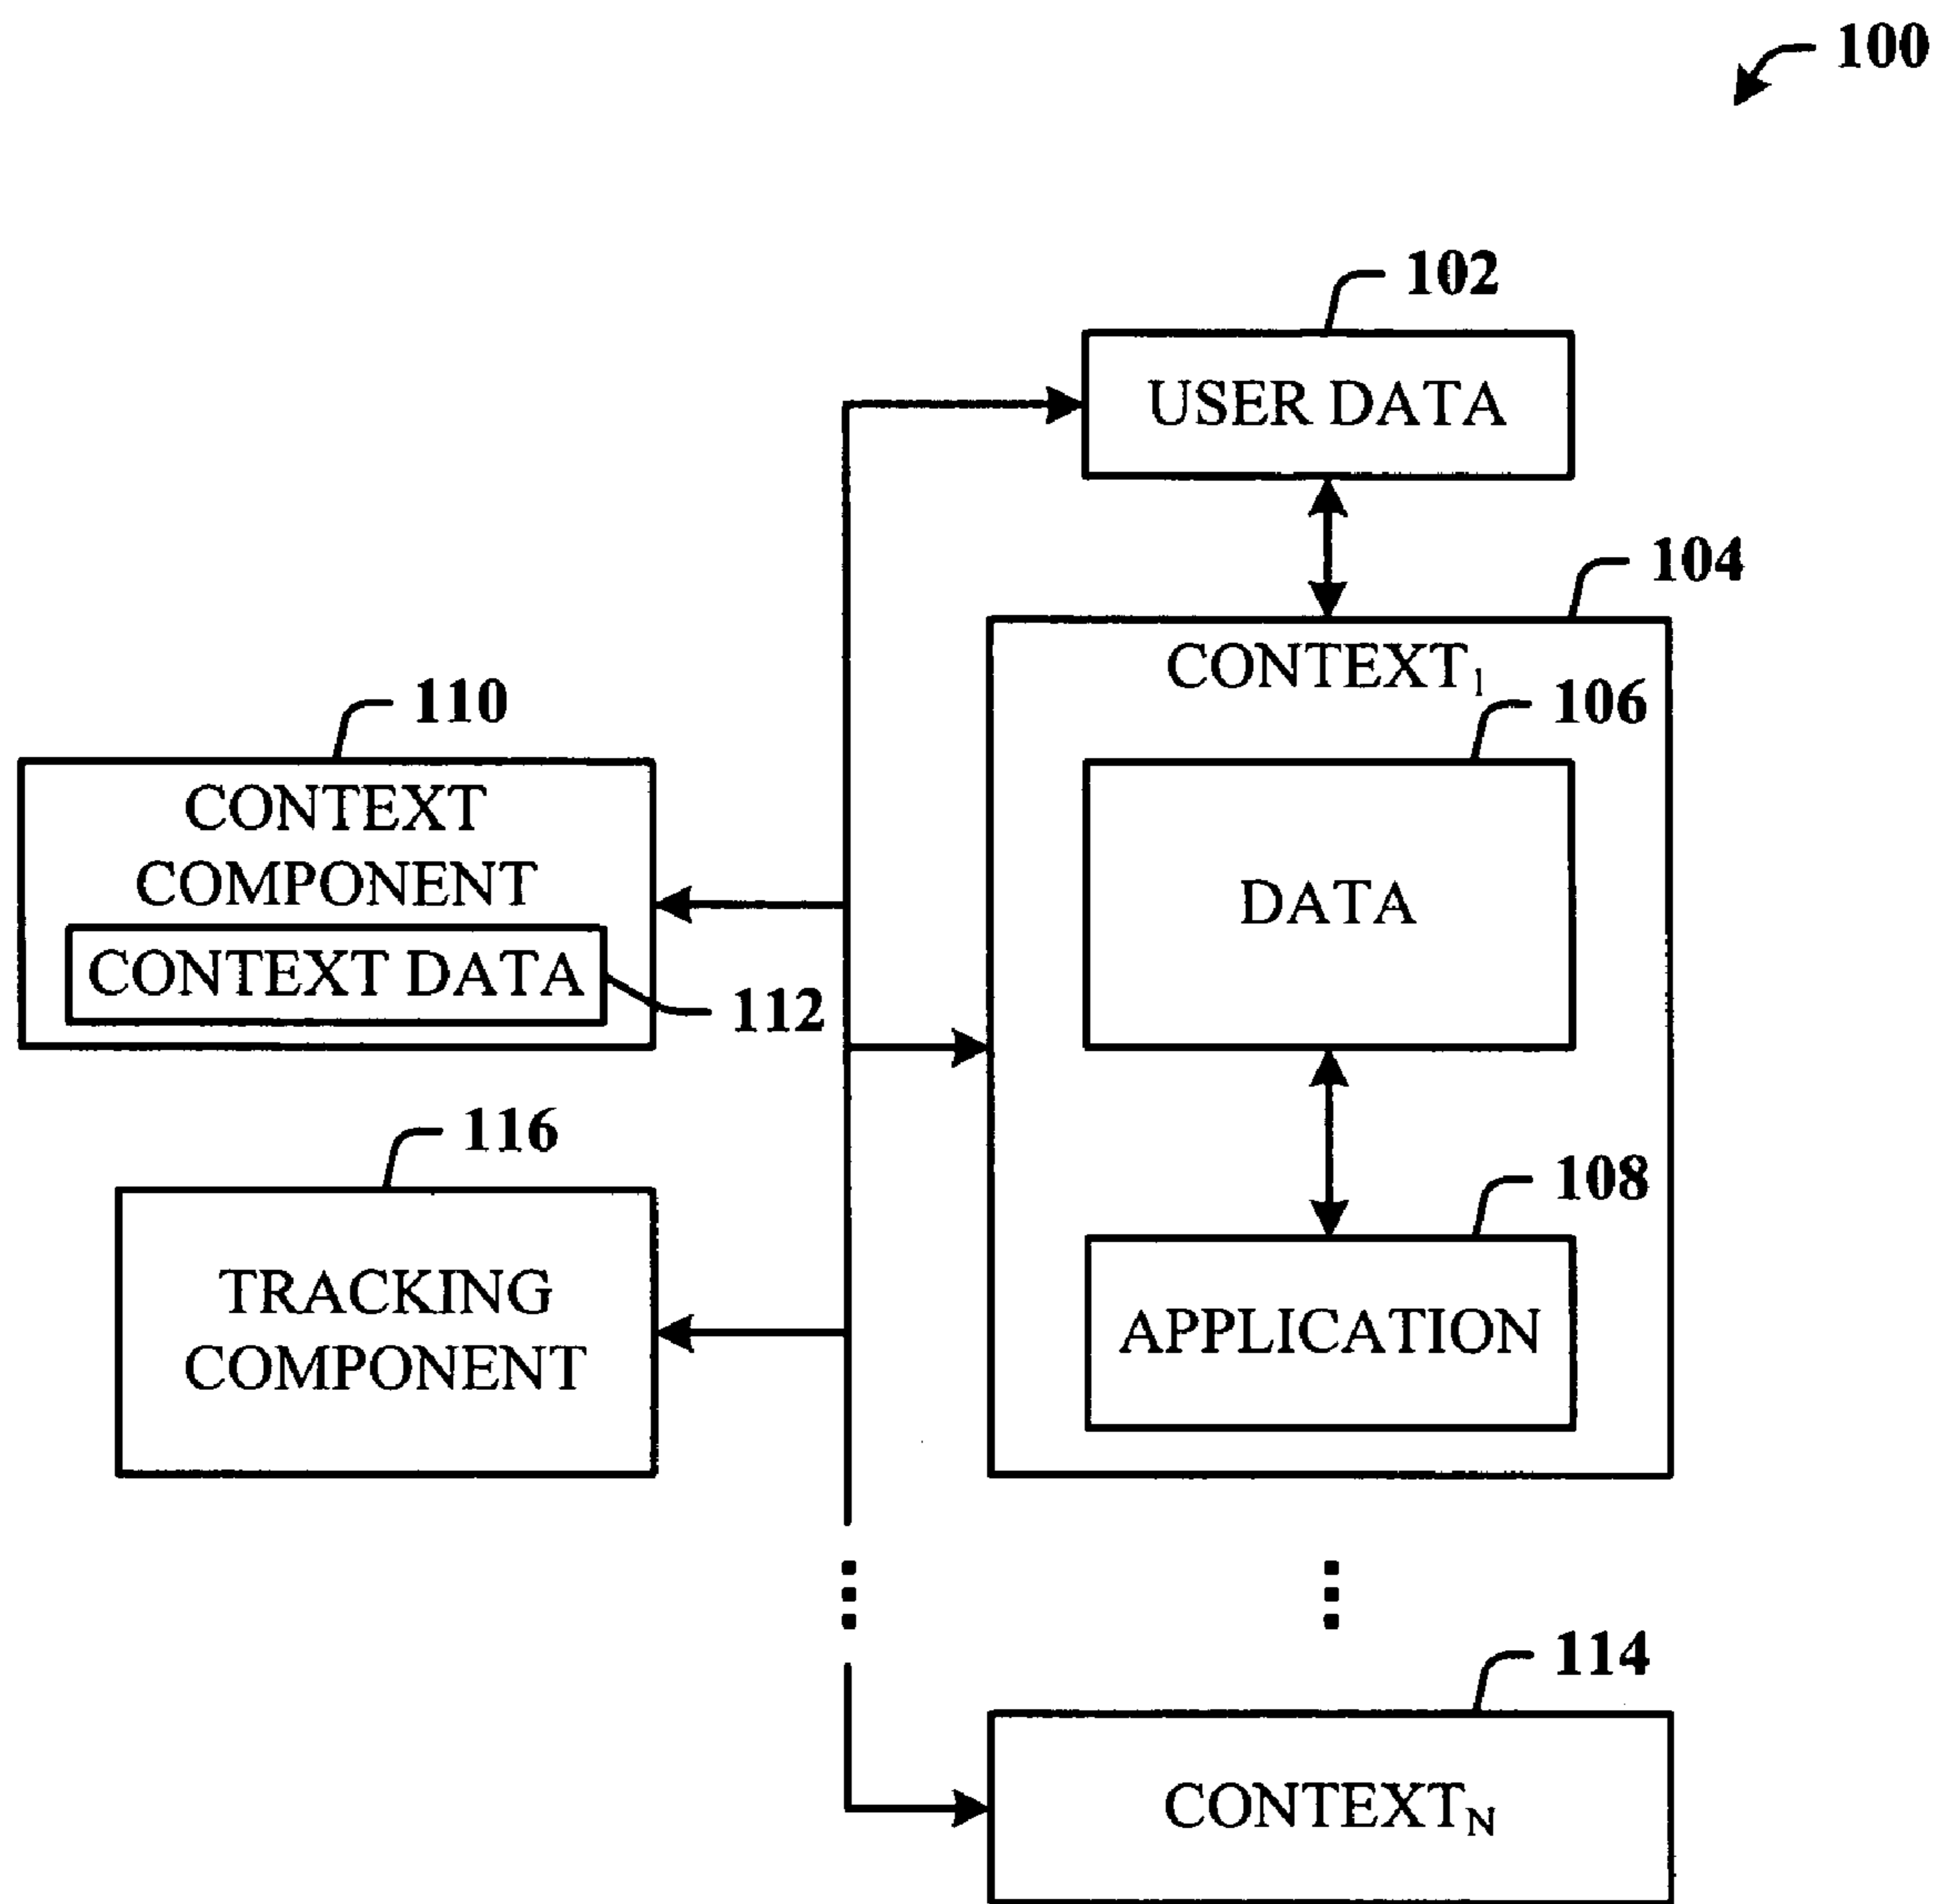 100
102
USER DATA
104
CONTEXT₁
106
DATA
108
APPLICATION
110
CONTEXT
COMPONENT
CONTEXT DATA
112
116
TRACKING
COMPONENT
114
CONTEXT_N